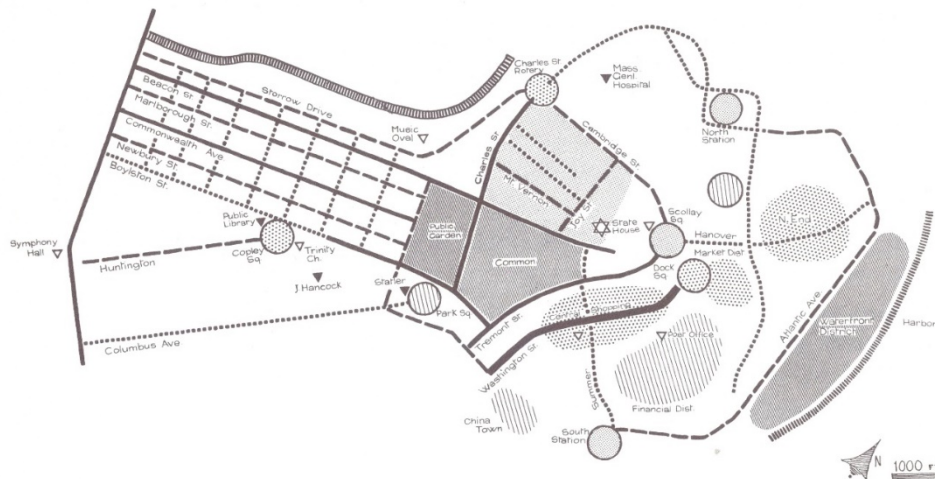 Charles St.
Rotery
Mass
Genl.
Hospital
Storrow Drive
Beacon St.
Marlborough St.
Commonwealth Ave.
Newbury St.
Boylston St.
Music
Oval
Charles St.
Cambridge St.
North
Station
Mt. Vernon
Joy St.
State
House
Scollay
Sq
Hanover
N. End
Public
Library
Public
Garden
Symphony
Hall
Copley
Sq
Trinity
Ch.
Common
Dock
Sq
Market Dist.
Huntington
J. Hancock
Statler
Park Sq
Atlantic Ave
Waterfront
District
Harbor
Tremont St.
Post Office
Columbus Ave
Washington St.
Summer
Financial Dist.
China
Town
South
Station
N
1000